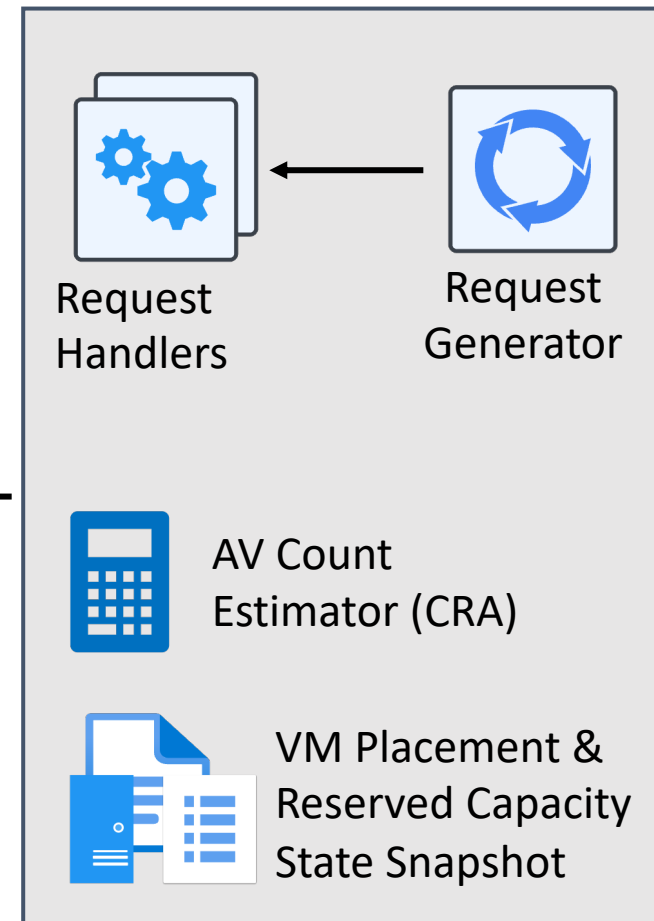 Request
Handlers
Request
Generator
AV Count
Estimator (CRA)
VM Placement &
Reserved Capacity
State Snapshot